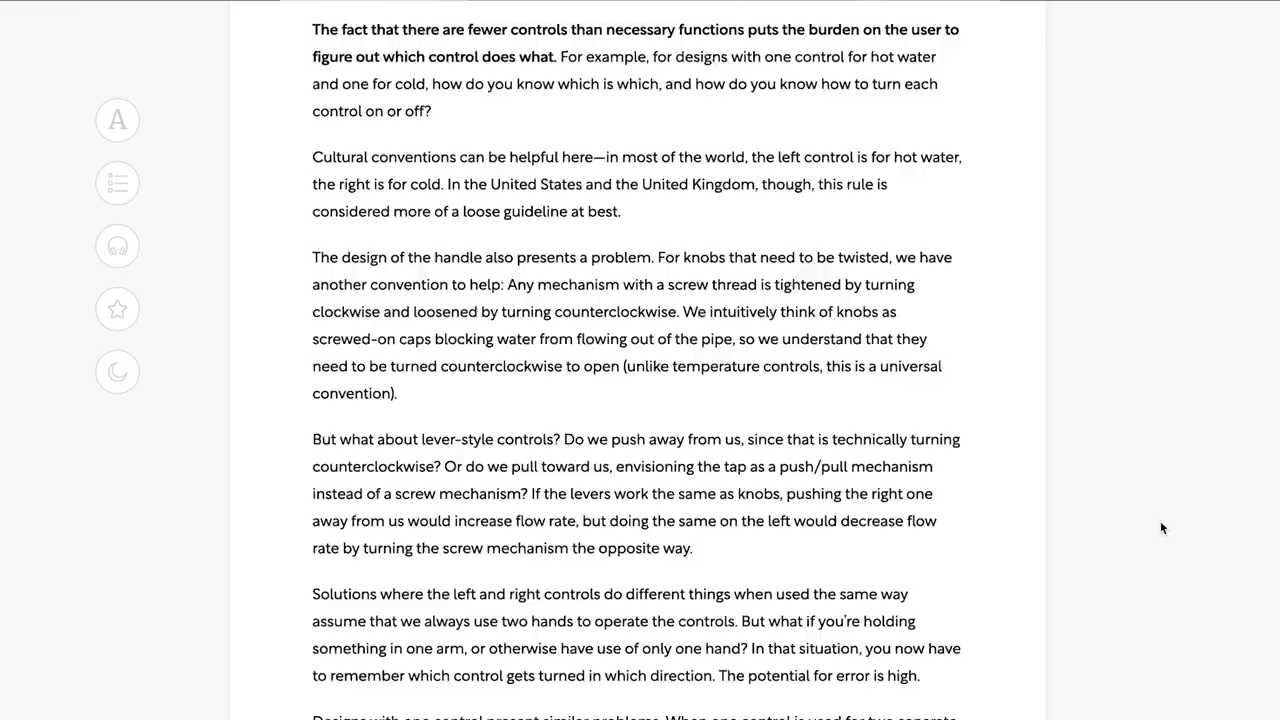 The fact that there are fewer controls than necessary functions puts the burden on the user to
figure out which control does what. For example, for designs with one control for hot water
and one for cold, how do you know which is which, and how do you know how to turn each
control on or off?
Cultural conventions can be helpful here—in most of the world, the left control is for hot water,
the right is for cold. In the United States and the United Kingdom, though, this rule is
considered more of a loose guideline at best.
The design of the handle also presents a problem. For knobs that need to be twisted, we have
another convention to help: Any mechanism with a screw thread is tightened by turning
clockwise and loosened by turning counterclockwise. We intuitively think of knobs as
screwed-on caps blocking water from flowing out of the pipe, so we understand that they
need to be turned counterclockwise to open (unlike temperature controls, this is a universal
convention).
But what about lever-style controls? Do we push away from us, since that is technically turning
counterclockwise? Or do we pull toward us, envisioning the tap as a push/pull mechanism
instead of a screw mechanism? If the levers work the same as knobs, pushing the right one
away from us would increase flow rate, but doing the same on the left would decrease flow
rate by turning the screw mechanism the opposite way.
Solutions where the left and right controls do different things when used the same way
assume that we always use two hands to operate the controls. But what if you're holding
something in one arm, or otherwise have use of only one hand? In that situation, you now have
to remember which control gets turned in which direction. The potential for error is high.
Designs with one control present similar problems. When one control is used for two separate
A